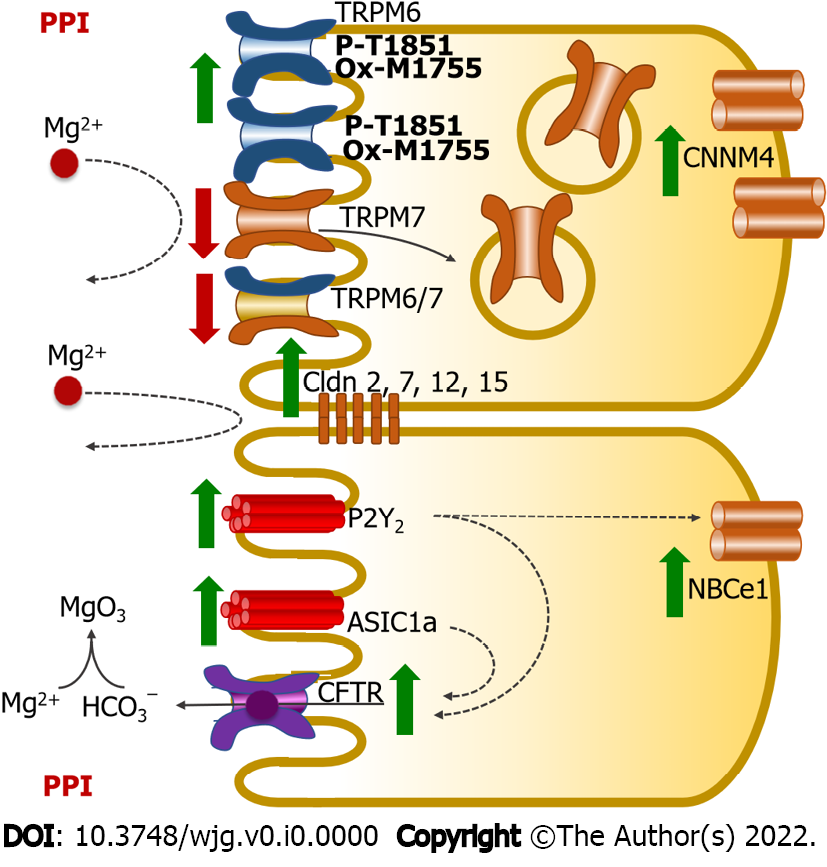 PPI
TRPM6
P-T1851
Ox-M1755
Mg²⁺
P-T1851
Ox-M1755
CNNM4
TRPM7
TRPM6/7
Mg²⁺
Cldn 2, 7, 12, 15
P2Y₂
NBCe1
MgO₃
ASIC1a
CFTR
Mg²⁺
HCO₃⁻
PPI
DOI: 10.3748/wjg.v0.i0.0000 Copyright ©The Author(s) 2022.